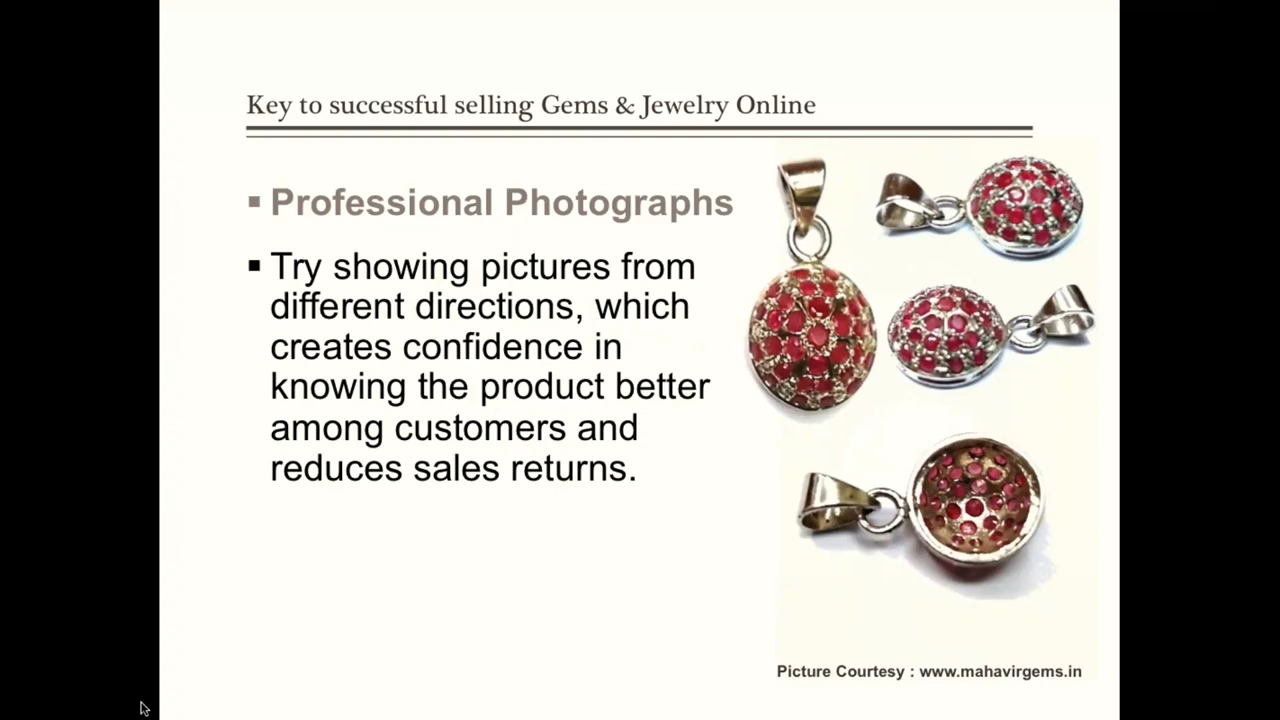 Key to successful selling Gems & Jewelry Online
▪ Professional Photographs
▪ Try showing pictures from
different directions, which
creates confidence in
knowing the product better
among customers and
reduces sales returns.
Picture Courtesy : www.mahavirgems.in